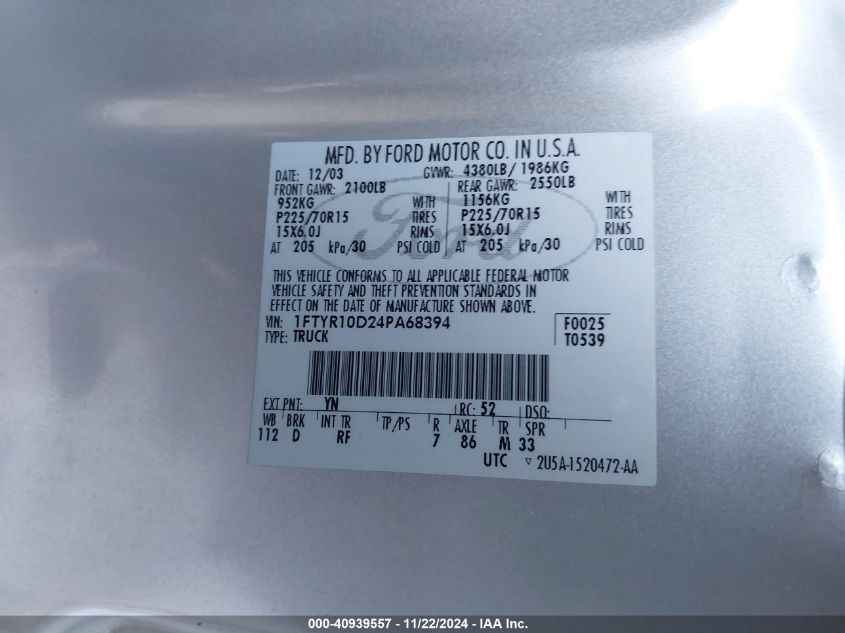 MFD. BY FORD MOTOR CO. IN U.S.A.
DATE: 12/03 GVWR: 4380LB/ 1986KG
FRONT GAWR: 2100LB REAR GAWR: 2550LB
952KG WITH 1156KG WITH
P225/70R15 TIRES P225/70R15 TIRES
15X6.0J RIMS 15X6.0J RIMS
AT 205 kPa/30 PSI COLD AT 205 kPa/30 PSI COLD
Ford
THIS VEHICLE CONFORMS TO ALL APPLICABLE FEDERAL MOTOR
VEHICLE SAFETY AND THEFT PREVENTION STANDARDS IN
EFFECT ON THE DATE OF MANUFACTURE SHOWN ABOVE.
VIN: 1FTYR10D24PA68394 F0025
TYPE: TRUCK T0539
EXT PNT: YN RC: 52 DSO:
WB BRK INT TR TP/PS R AXLE TR SPR
112 D RF 7 86 M 33
UTC ▽ 2U5A-1520472-AA
000-40939557 - 11/22/2024 - IAA Inc.